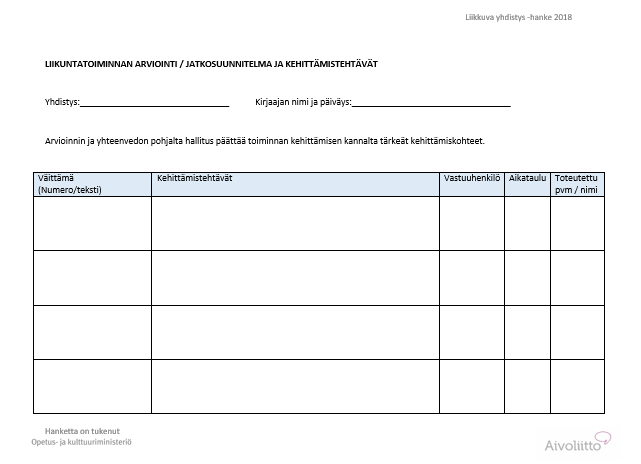 Liikkuva yhdistys -hanke 2018
LIIKUNTATOIMINNAN ARVIOINTI / JATKOSUUNNITELMA JA KEHITTÄMISTEHTÄVÄT
Yhdistys:______________________________ Kirjaajan nimi ja päiväys:________________________________
Arvioinnin ja yhteenvedon pohjalta hallitus päättää toiminnan kehittämisen kannalta tärkeät kehittämiskohteet.
Väittämä Kehittämistehtävät Vastuuhenkilö Aikataulu Toteutettu
(Numero/teksti) pvm / nimi
Hanketta on tukenut
Opetus- ja kulttuuriministeriö
Aivoliitto